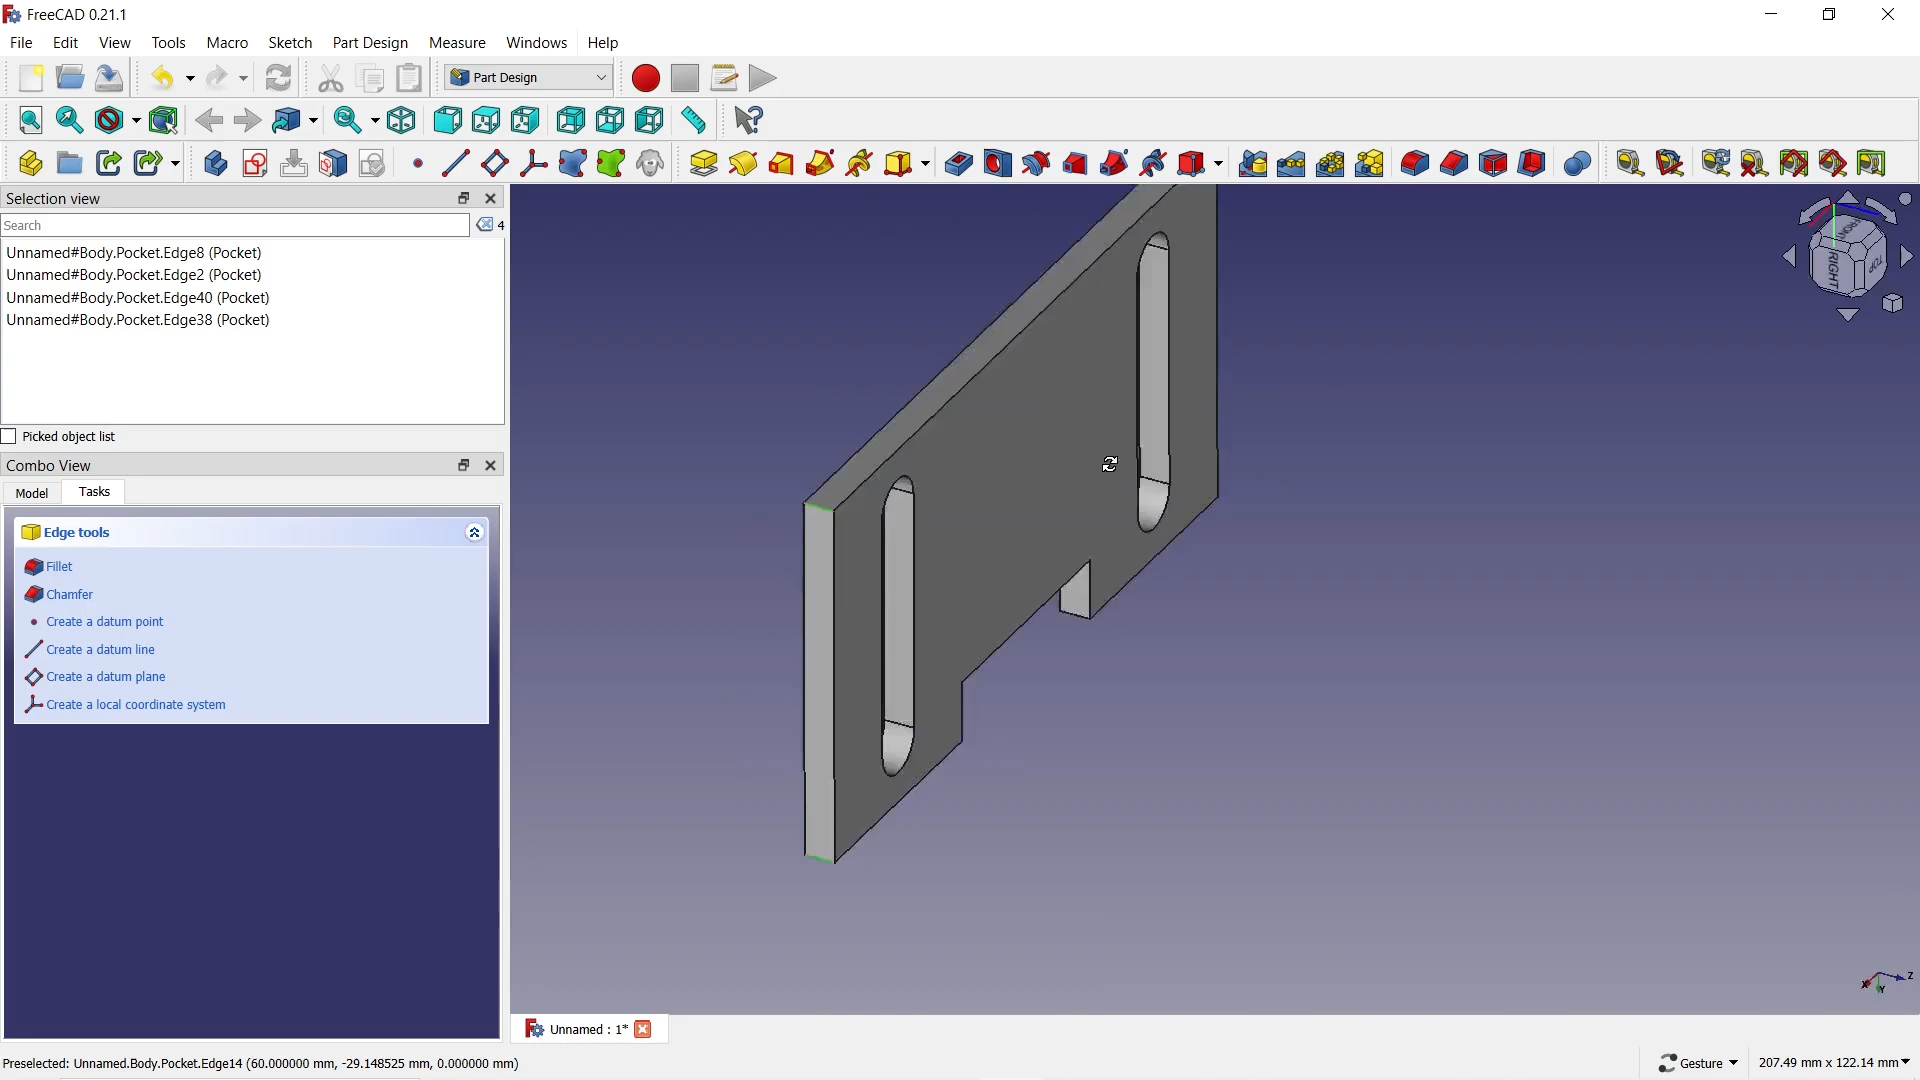 FreeCAD 0.21.1
File Edit View Tools Macro Sketch Part Design Measure Windows Help
Part Design
Selection view
Search 4
Unnamed#Body.Pocket.Edge8 (Pocket)
Unnamed#Body.Pocket.Edge2 (Pocket)
Unnamed#Body.Pocket.Edge40 (Pocket)
Unnamed#Body.Pocket.Edge38 (Pocket)
Picked object list
Combo View
Model Tasks
Edge tools
Fillet
Chamfer
Create a datum point
Create a datum line
Create a datum plane
Create a local coordinate system
FRONT
RIGHT TOP
X Y Z
Unnamed : 1*
Preselected: Unnamed.Body.Pocket.Edge14 (60.000000 mm, -29.148525 mm, 0.000000 mm)
Gesture 207.49 mm x 122.14 mm